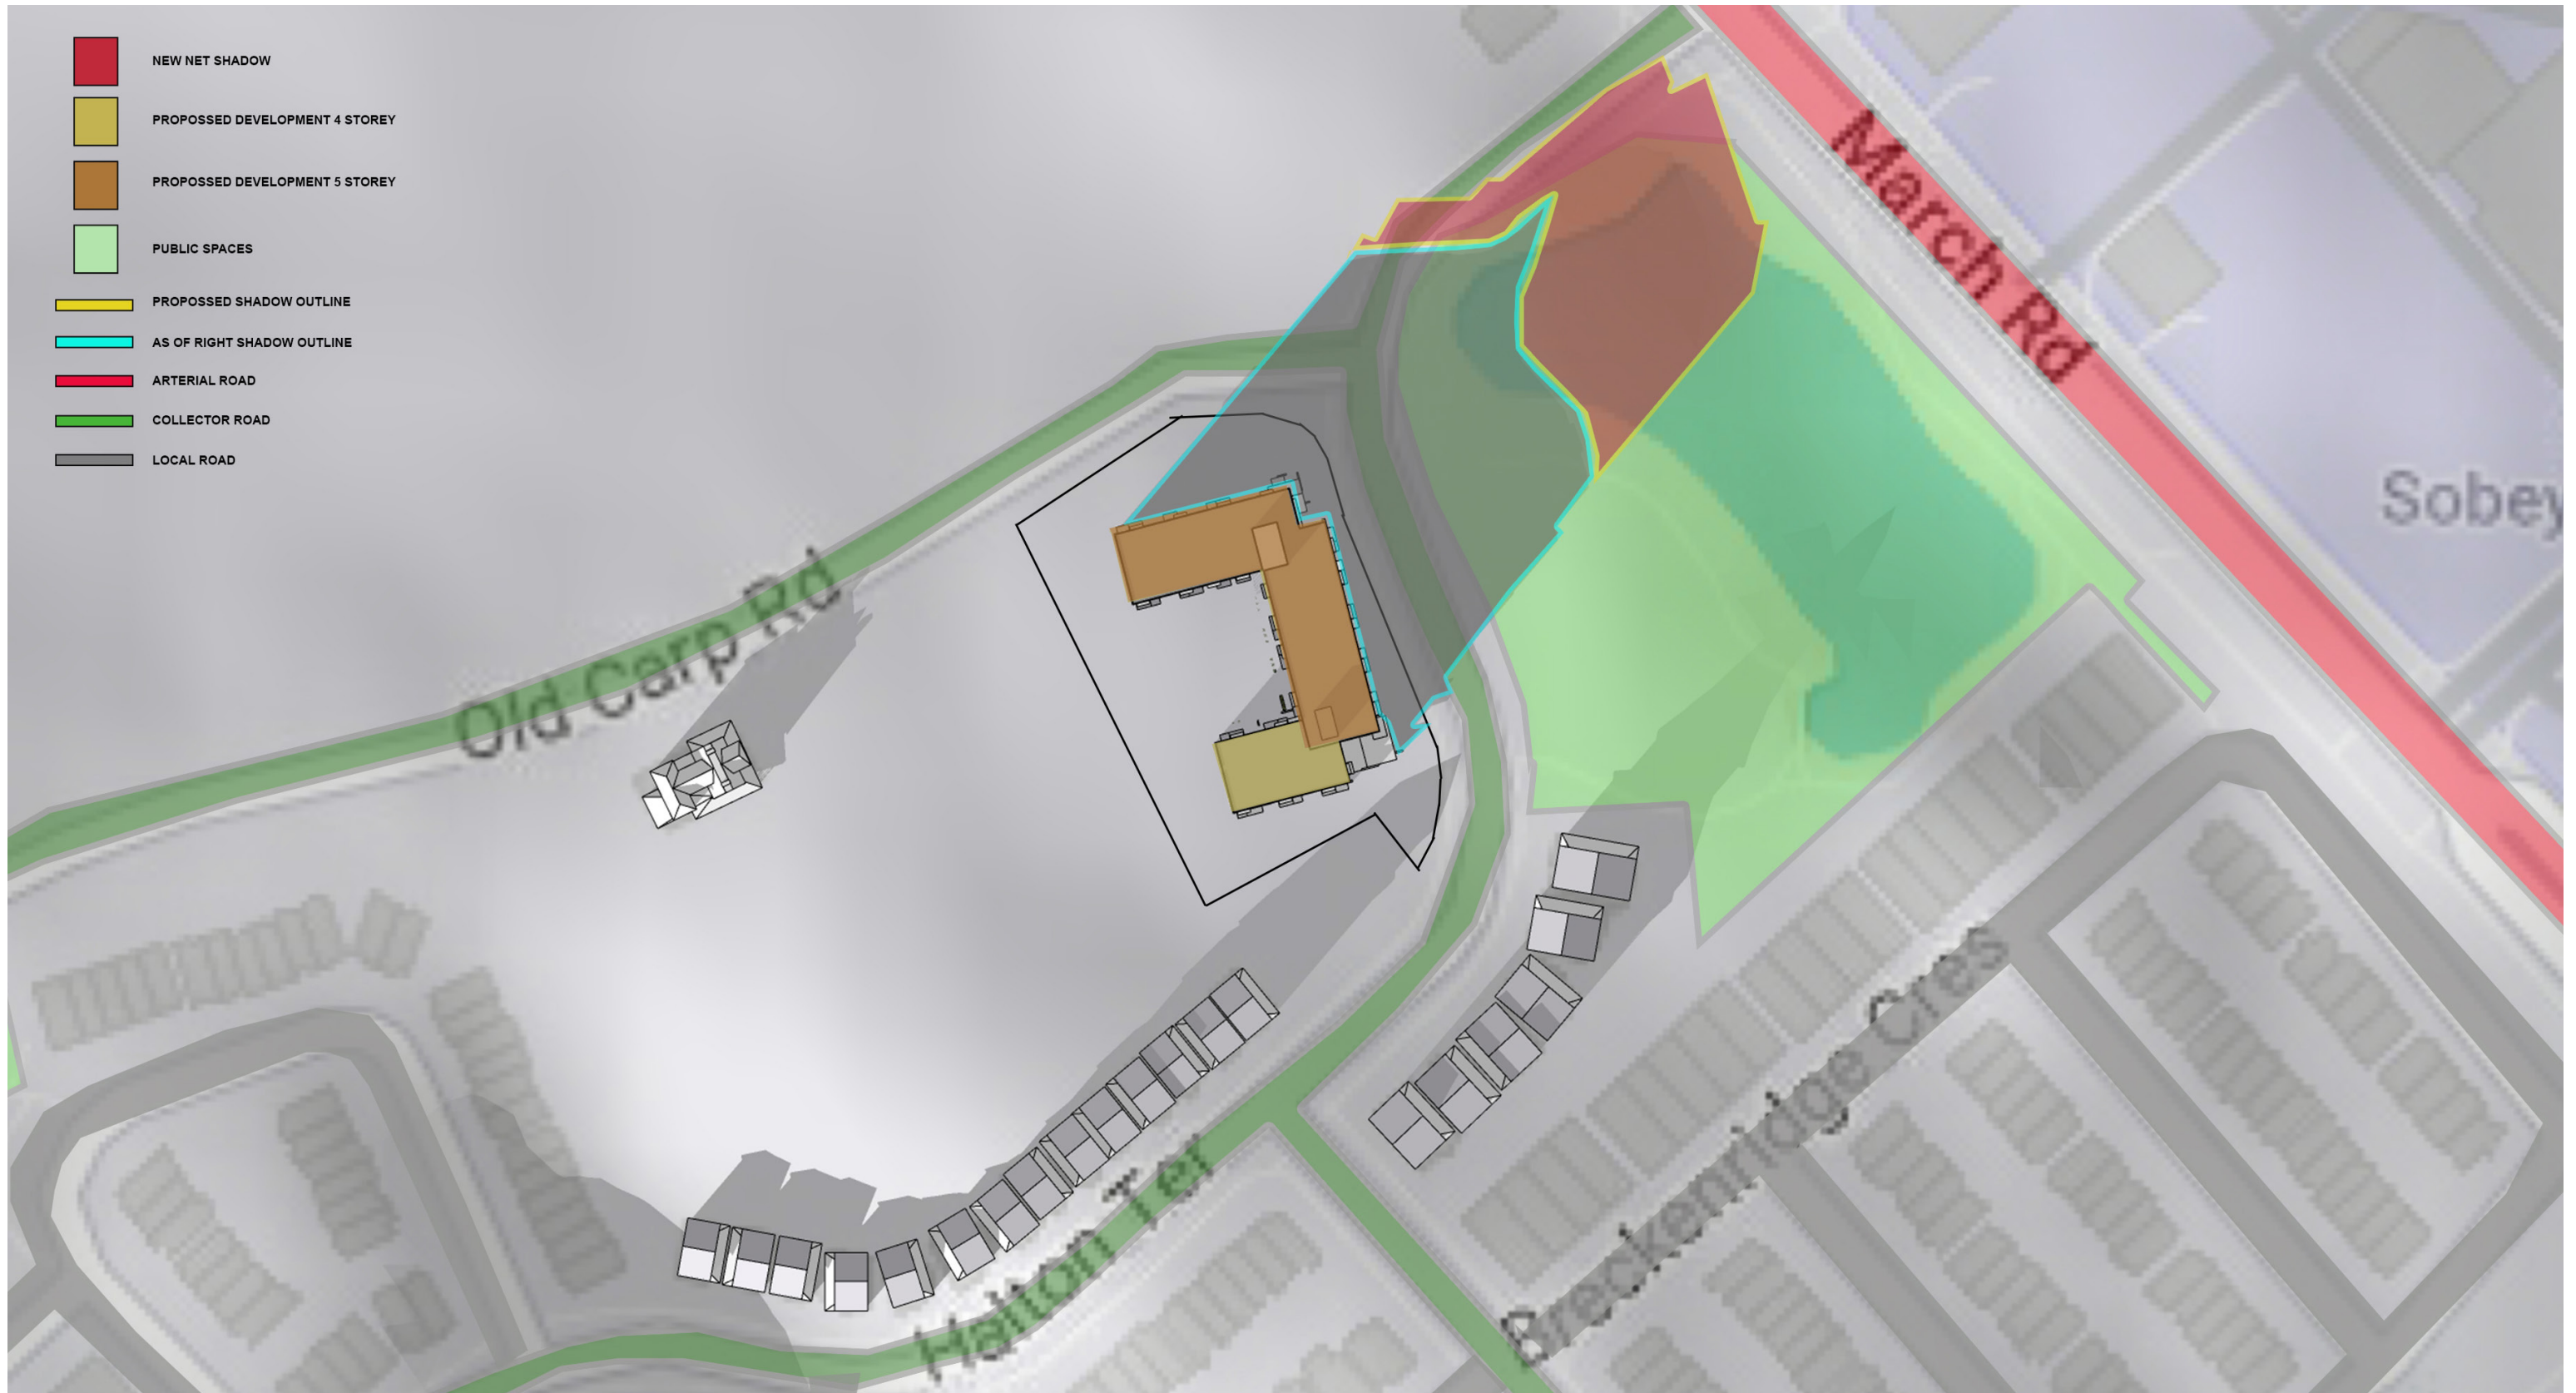 NEW NET SHADOW
PROPOSSED DEVELOPMENT 4 STOREY
PROPOSSED DEVELOPMENT 5 STOREY
PUBLIC SPACES
PROPOSSED SHADOW OUTLINE
AS OF RIGHT SHADOW OUTLINE
ARTERIAL ROAD
COLLECTOR ROAD
LOCAL ROAD
March Rd
Sobey
Old Carp Rd
Halton Ter
Breckenridge Cres